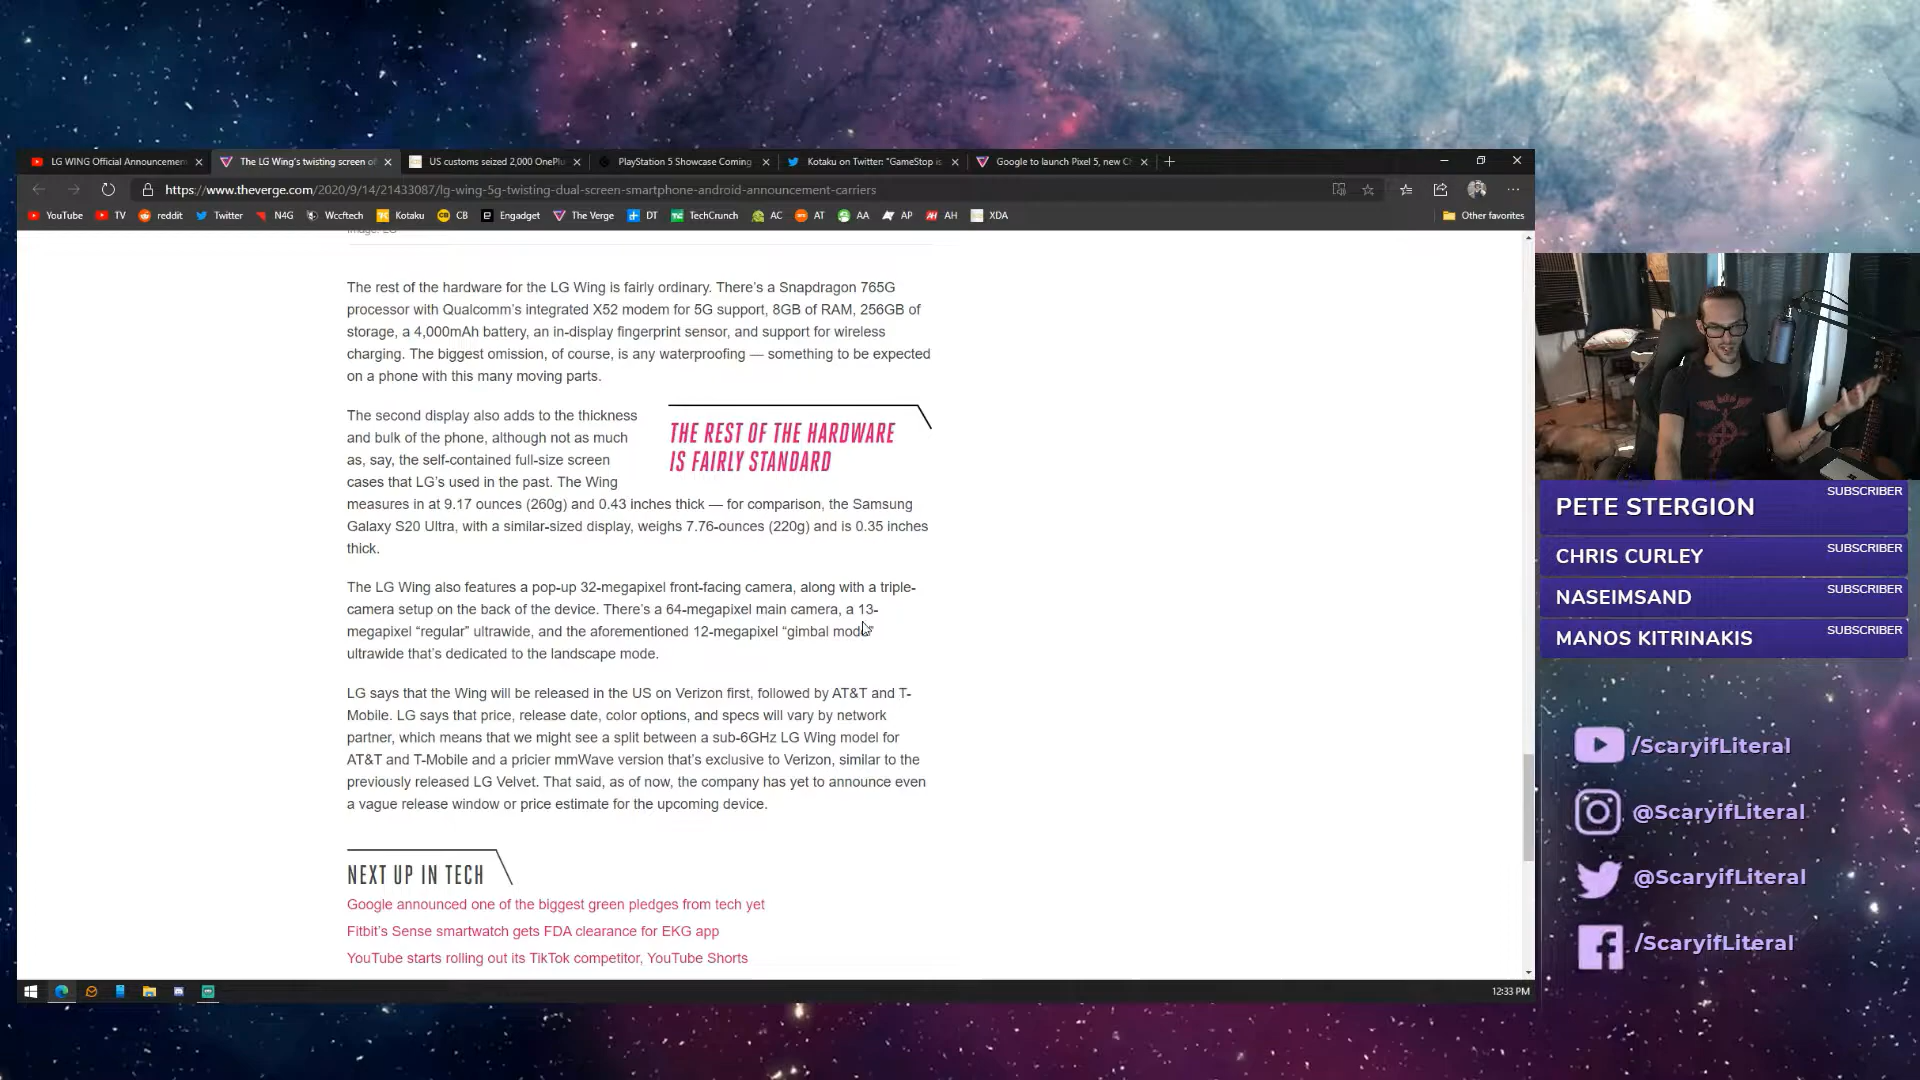 LG WING Official Announcement
The LG Wing's twisting screen of
US customs seized 2,000 OnePlu
PlayStation 5 Showcase Coming
Kotaku on Twitter: "GameStop is
Google to launch Pixel 5, new Ch
https://www.theverge.com/2020/9/14/21433087/lg-wing-5g-twisting-dual-screen-smartphone-android-announcement-carriers
YouTube TV reddit Twitter N4G Wccftech Kotaku CB Engadget The Verge DT TechCrunch AC AT AA AP AH XDA Other favorites
Image: LG
The rest of the hardware for the LG Wing is fairly ordinary. There's a Snapdragon 765G
processor with Qualcomm's integrated X52 modem for 5G support, 8GB of RAM, 256GB of
storage, a 4,000mAh battery, an in-display fingerprint sensor, and support for wireless
charging. The biggest omission, of course, is any waterproofing — something to be expected
on a phone with this many moving parts.
The second display also adds to the thickness
and bulk of the phone, although not as much
as, say, the self-contained full-size screen
cases that LG's used in the past. The Wing
measures in at 9.17 ounces (260g) and 0.43 inches thick — for comparison, the Samsung
Galaxy S20 Ultra, with a similar-sized display, weighs 7.76-ounces (220g) and is 0.35 inches
thick.
THE REST OF THE HARDWARE
IS FAIRLY STANDARD
The LG Wing also features a pop-up 32-megapixel front-facing camera, along with a triple-
camera setup on the back of the device. There's a 64-megapixel main camera, a 13-
megapixel “regular” ultrawide, and the aforementioned 12-megapixel “gimbal mode”
ultrawide that's dedicated to the landscape mode.
LG says that the Wing will be released in the US on Verizon first, followed by AT&T and T-
Mobile. LG says that price, release date, color options, and specs will vary by network
partner, which means that we might see a split between a sub-6GHz LG Wing model for
AT&T and T-Mobile and a pricier mmWave version that's exclusive to Verizon, similar to the
previously released LG Velvet. That said, as of now, the company has yet to announce even
a vague release window or price estimate for the upcoming device.
NEXT UP IN TECH
Google announced one of the biggest green pledges from tech yet
Fitbit's Sense smartwatch gets FDA clearance for EKG app
YouTube starts rolling out its TikTok competitor, YouTube Shorts
12:33 PM
PETE STERGION SUBSCRIBER
CHRIS CURLEY SUBSCRIBER
NASEIMSAND SUBSCRIBER
MANOS KITRINAKIS SUBSCRIBER
/ScaryifLiteral
@ScaryifLiteral
@ScaryifLiteral
/ScaryifLiteral